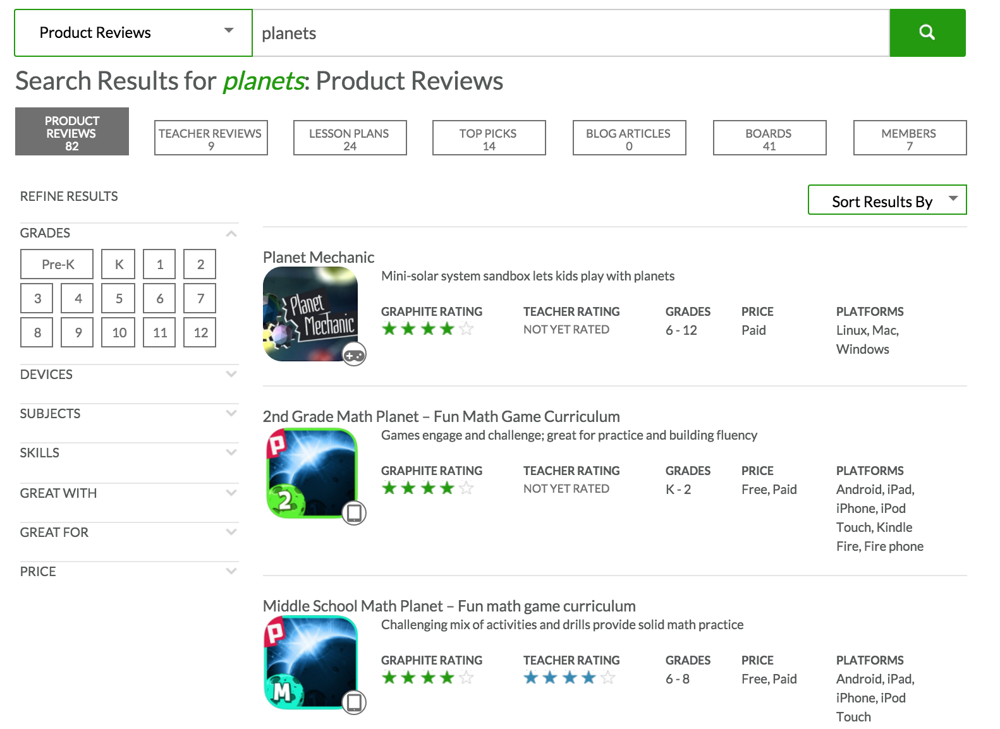 Product Reviews
planets
Search Results for planets: Product Reviews
PRODUCT
REVIEWS
82
TEACHER REVIEWS
9
LESSON PLANS
24
TOP PICKS
14
BLOG ARTICLES
0
BOARDS
41
MEMBERS
7
REFINE RESULTS
Sort Results By
GRADES
Pre-K K 1 2
3 4 5 6 7
8 9 10 11 12
DEVICES
SUBJECTS
SKILLS
GREAT WITH
GREAT FOR
PRICE
Planet Mechanic
Planet
Mechanic
Mini-solar system sandbox lets kids play with planets
GRAPHITE RATING TEACHER RATING GRADES PRICE PLATFORMS
NOT YET RATED 6 - 12 Paid Linux, Mac,
Windows
2nd Grade Math Planet – Fun Math Game Curriculum
P
2
Games engage and challenge; great for practice and building fluency
GRAPHITE RATING TEACHER RATING GRADES PRICE PLATFORMS
NOT YET RATED K - 2 Free, Paid Android, iPad,
iPhone, iPod
Touch, Kindle
Fire, Fire phone
Middle School Math Planet – Fun math game curriculum
P
M
Challenging mix of activities and drills provide solid math practice
GRAPHITE RATING TEACHER RATING GRADES PRICE PLATFORMS
6 - 8 Free, Paid Android, iPad,
iPhone, iPod
Touch